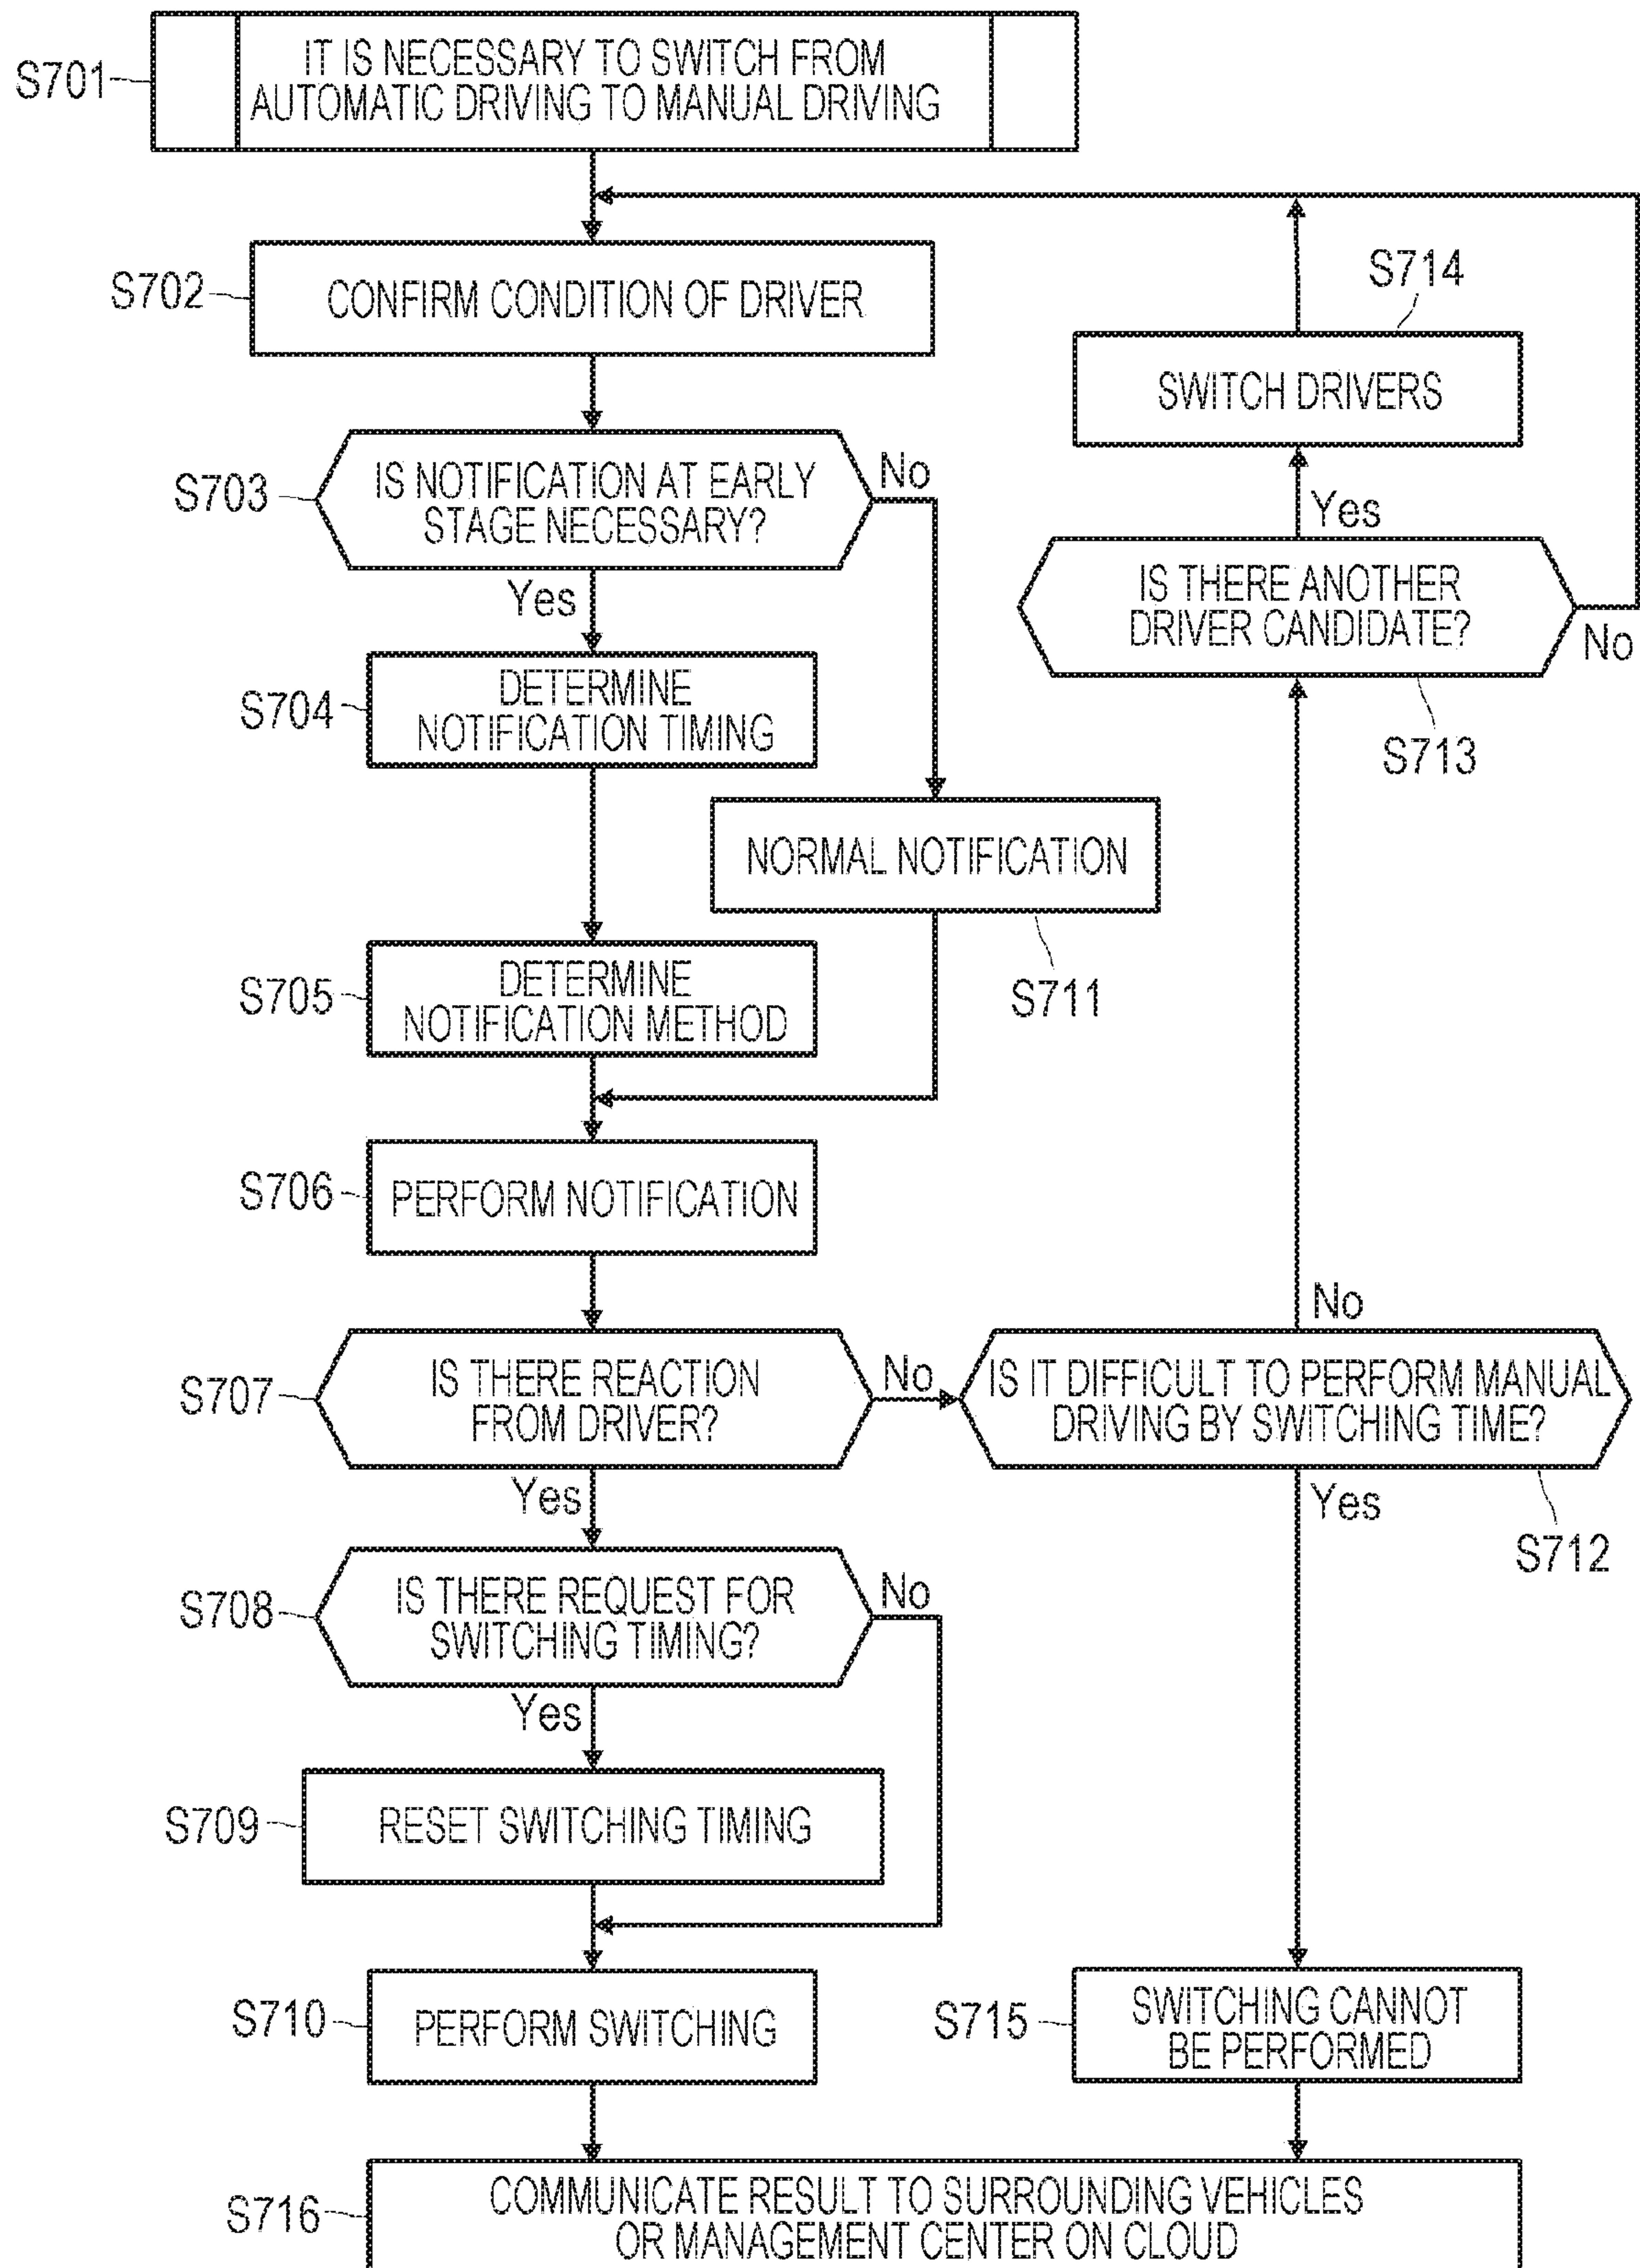 S701
IT IS NECESSARY TO SWITCH FROM
AUTOMATIC DRIVING TO MANUAL DRIVING
S702
CONFIRM CONDITION OF DRIVER
S703
IS NOTIFICATION AT EARLY
STAGE NECESSARY?
No
Yes
S704
DETERMINE
NOTIFICATION TIMING
NORMAL NOTIFICATION
S711
S705
DETERMINE
NOTIFICATION METHOD
S706
PERFORM NOTIFICATION
S707
IS THERE REACTION
FROM DRIVER?
No
Yes
S708
IS THERE REQUEST FOR
SWITCHING TIMING?
No
Yes
S709
RESET SWITCHING TIMING
S710
PERFORM SWITCHING
S714
SWITCH DRIVERS
Yes
IS THERE ANOTHER
DRIVER CANDIDATE?
No
S713
No
IS IT DIFFICULT TO PERFORM MANUAL
DRIVING BY SWITCHING TIME?
Yes
S712
S715
SWITCHING CANNOT
BE PERFORMED
S716
COMMUNICATE RESULT TO SURROUNDING VEHICLES
OR MANAGEMENT CENTER ON CLOUD